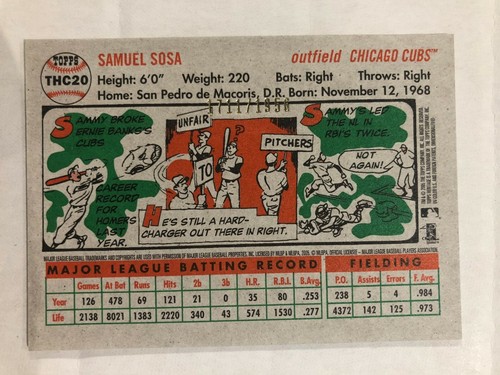 TOPPS
THC20
SAMUEL SOSA
outfield CHICAGO CUBS™
Height: 6'0" Weight: 220 Bats: Right Throws: Right
Home: San Pedro de Macoris, D.R. Born: November 12, 1968
1711/1956
SAMMY BROKE
ERNIE BANKS'S
CUBS
CAREER
RECORD
FOR
HOMERS
LAST
YEAR.
UNFAIR
TO
PITCHERS
HE'S STILL A HARD-
CHARGER OUT THERE IN RIGHT.
SAMMY'S LED
THE NL IN
RBI'S TWICE.
NOT
AGAIN!
MAJOR LEAGUE BATTING RECORD FIELDING
Games At Bat Runs Hits 2b 3b H.R. R.B.I. B.Avg. P.O. Assists Errors F. Avg.
Year 126 478 69 121 21 0 35 80 .253 238 5 4 .984
Life 2138 8021 1383 2220 340 43 574 1530 .277 4372 142 125 .973